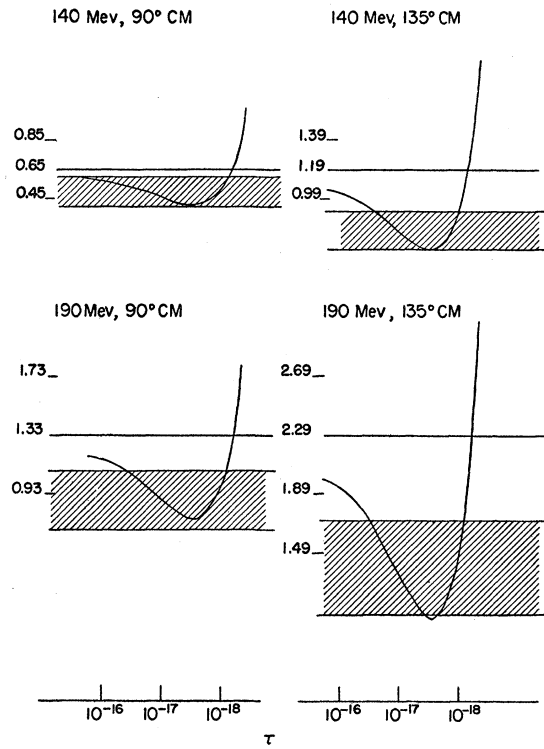 140 Mev, 90° CM
0.85
0.65
0.45
140 Mev, 135° CM
1.39
1.19
0.99
190 Mev, 90° CM
1.73
1.33
0.93
190 Mev, 135° CM
2.69
2.29
1.89
1.49
10-16 10-17 10-18
10-16 10-17 10-18
τ